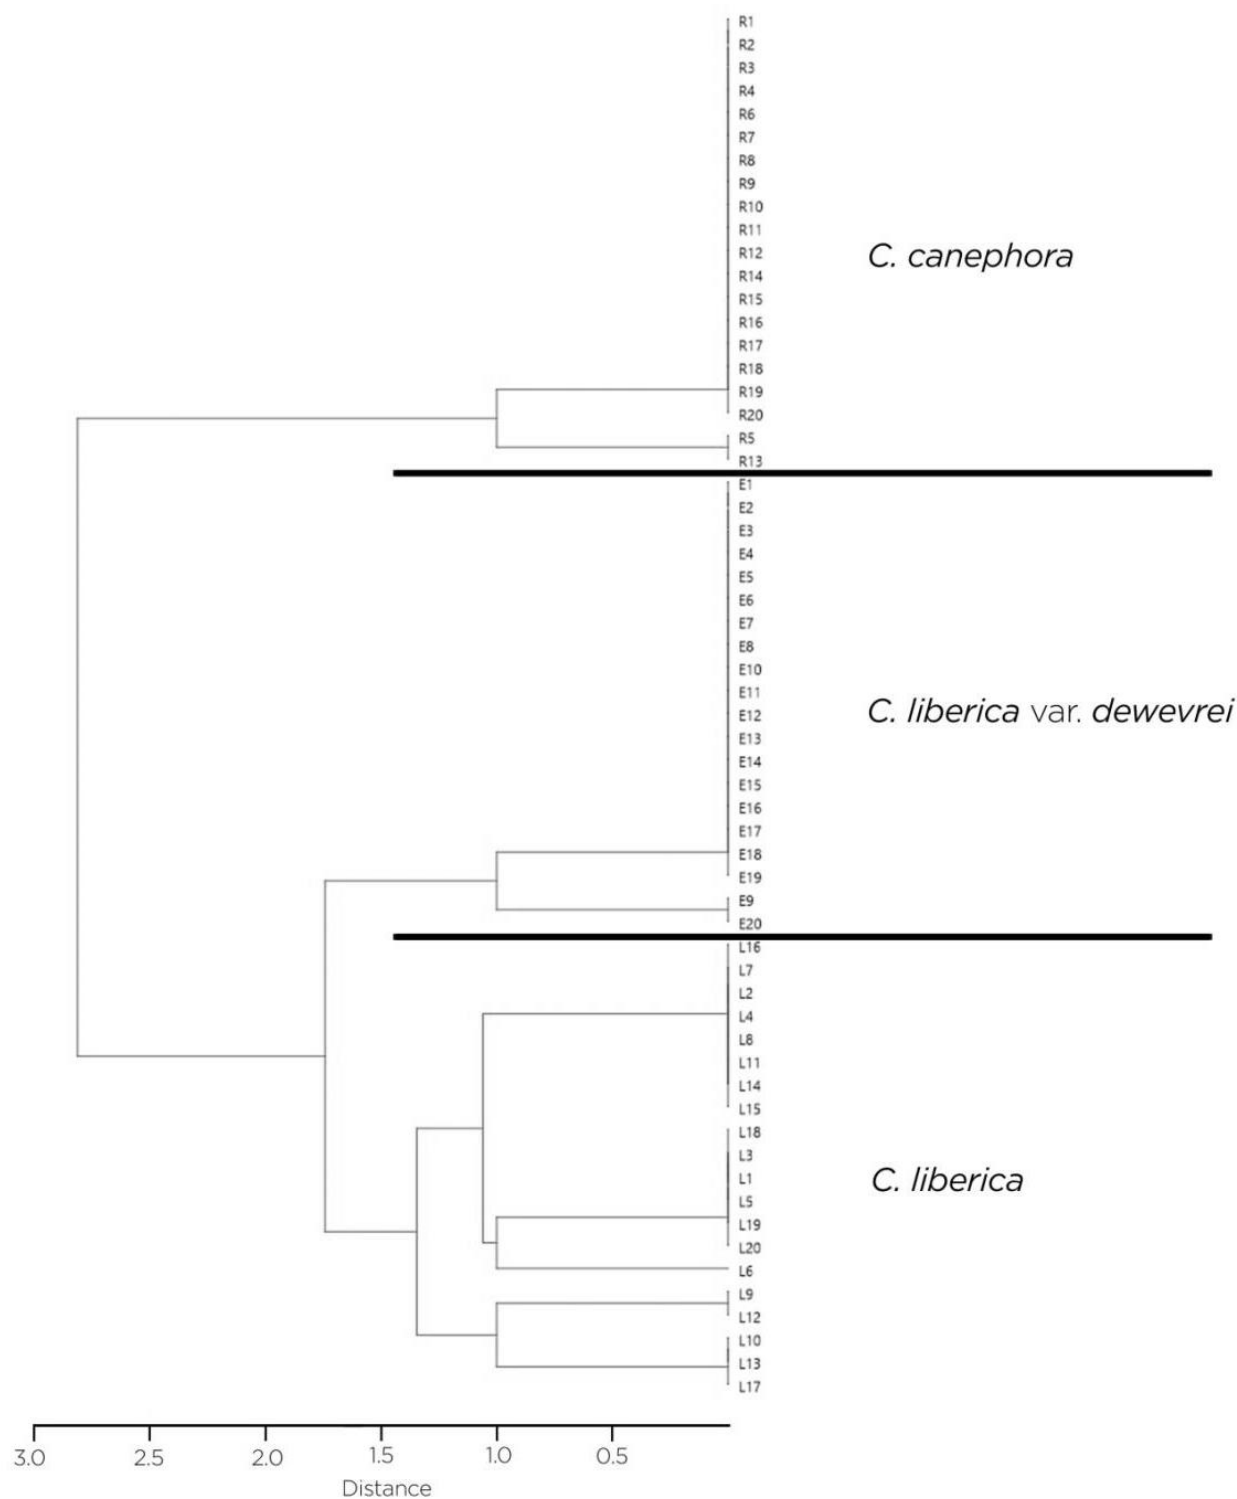 R1
R2
R3
R4
R6
R7
R8
R9
R10
R11
R12
R14
R15
R16
R17
R18
R19
R20
R5
R13
C. canephora
E1
E2
E3
E4
E5
E6
E7
E8
E10
E11
E12
E13
E14
E15
E16
E17
E18
E19
E9
E20
C. liberica var. dewevrei
L16
L7
L2
L4
L8
L11
L14
L15
L18
L3
L1
L5
L19
L20
L6
L9
L12
L10
L13
L17
C. liberica
3.0 2.5 2.0 1.5 1.0 0.5
Distance